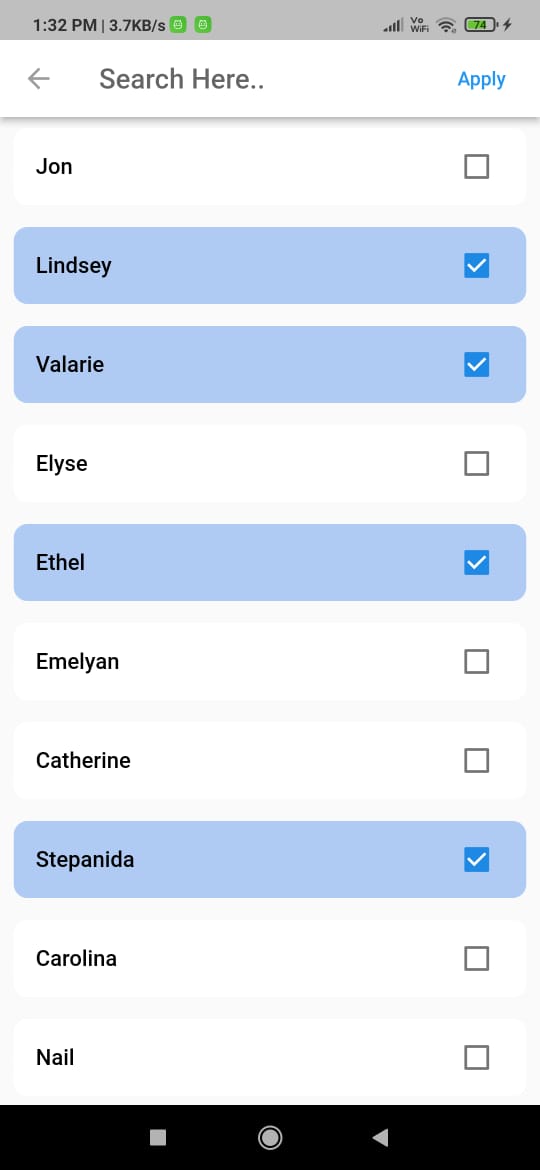 1:32 PM | 3.7KB/s Vo WiFi 74
Search Here.. Apply
Jon
Lindsey
Valarie
Elyse
Ethel
Emelyan
Catherine
Stepanida
Carolina
Nail